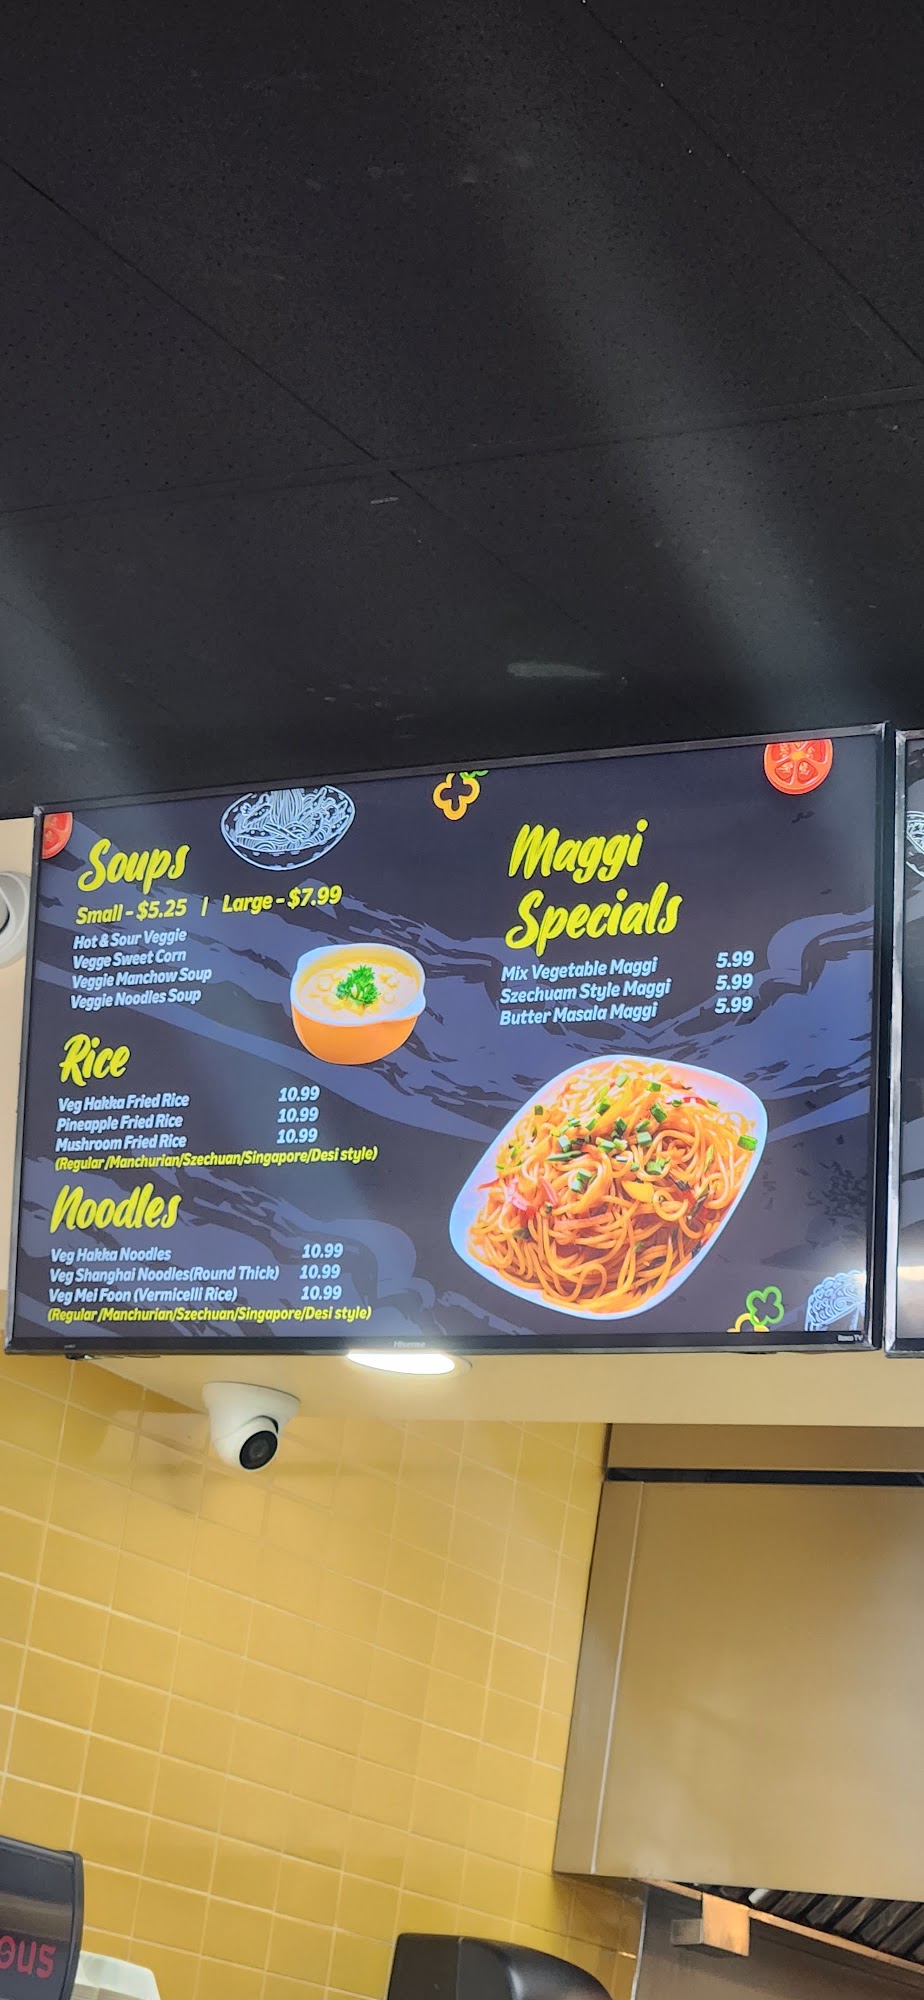 Soups
Small - $5.25 | Large - $7.99
Hot & Sour Veggie
Vegge Sweet Corn
Veggie Manchow Soup
Veggie Noodles Soup
Rice
Veg Hakka Fried Rice 10.99
Pineapple Fried Rice 10.99
Mushroom Fried Rice 10.99
(Regular /Manchurian/Szechuan/Singapore/Desi style)
Noodles
Veg Hakka Noodles 10.99
Veg Shanghai Noodles(Round Thick) 10.99
Veg Mei Foon (Vermicelli Rice) 10.99
(Regular /Manchurian/Szechuan/Singapore/Desi style)
Maggi
Specials
Mix Vegetable Maggi 5.99
Szechuam Style Maggi 5.99
Butter Masala Maggi 5.99
Hisense
Roku TV